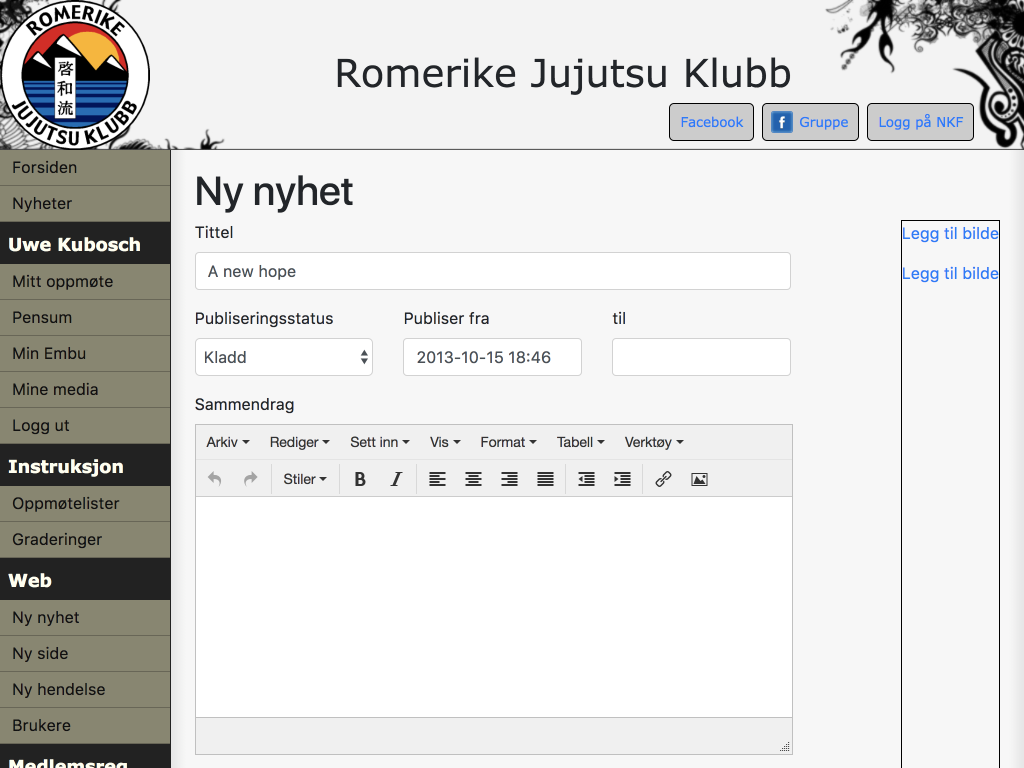 ROMERIKE
啓和流
JUJUTSU KLUBB
Romerike Jujutsu Klubb
Facebook
Gruppe
Logg på NKF
Forsiden
Nyheter
Uwe Kubosch
Mitt oppmøte
Pensum
Min Embu
Mine media
Logg ut
Instruksjon
Oppmøtelister
Graderinger
Web
Ny nyhet
Ny side
Ny hendelse
Brukere
Medlemsreg
Ny nyhet
Tittel
A new hope
Publiseringsstatus Publiser fra til
Kladd 2013-10-15 18:46
Sammendrag
Arkiv Rediger Sett inn Vis Format Tabell Verktøy
Stiler B I
Legg til bilde
Legg til bilde